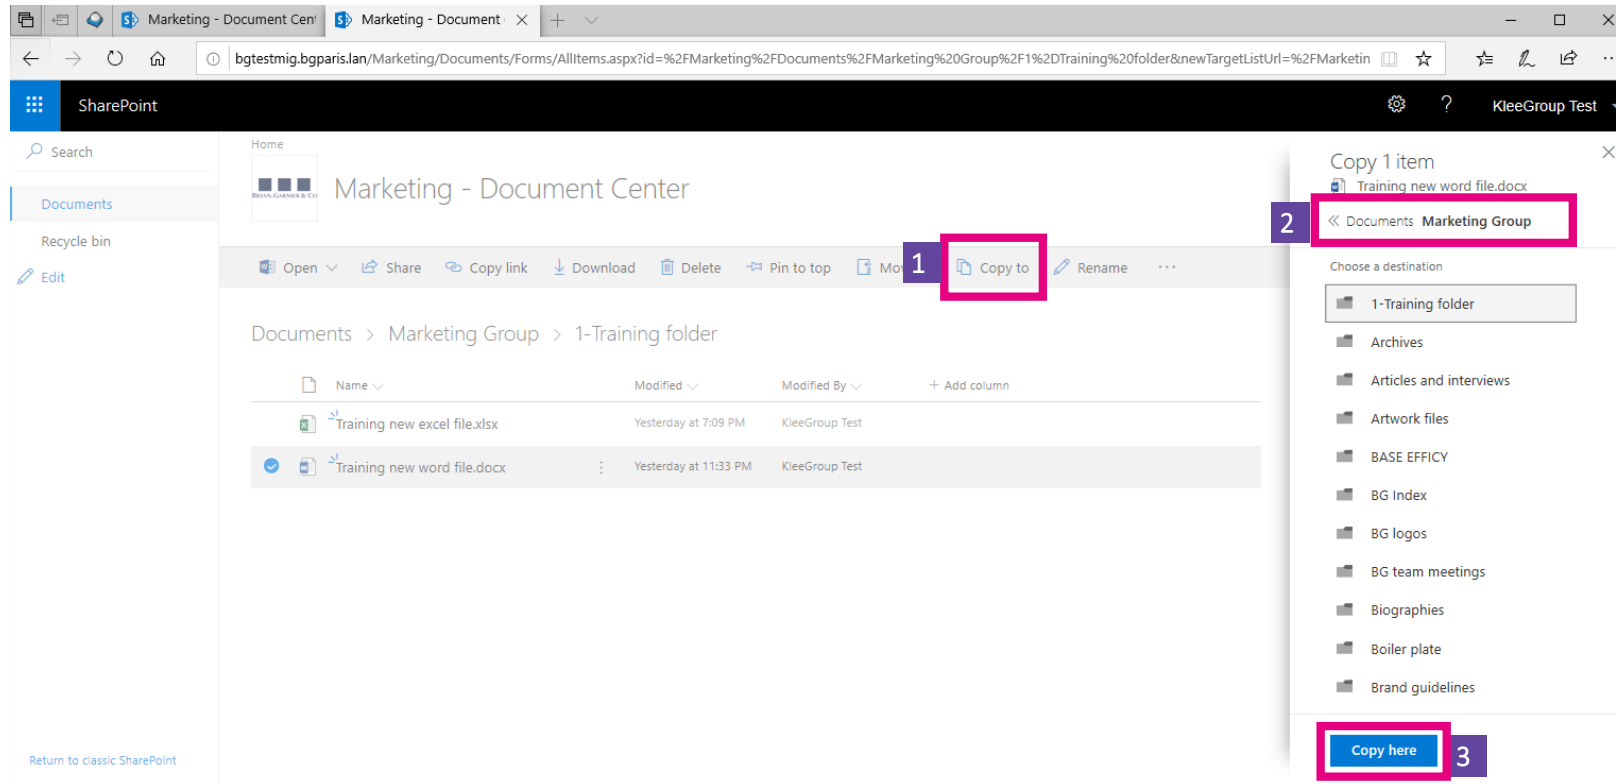 Marketing - Document Cent
Marketing - Document
bgtestmig.bgparis.lan/Marketing/Documents/Forms/AllItems.aspx?id=%2FMarketing%2FDocuments%2FMarketing%20Group%2F1%2DTraining%20folder&newTargetListUrl=%2FMarketin
SharePoint
? KleeGroup Test
Search
Documents
Recycle bin
Edit
Return to classic SharePoint
Home
BRYAN, GARNIER & CO
Marketing - Document Center
Open Share Copy link Download Delete Pin to top Mov 1 Copy to Rename ...
Documents > Marketing Group > 1-Training folder
Name Modified Modified By + Add column
Training new excel file.xlsx Yesterday at 7:09 PM KleeGroup Test
Training new word file.docx Yesterday at 11:33 PM KleeGroup Test
Copy 1 item
Training new word file.docx
2 Documents Marketing Group
Choose a destination
1-Training folder
Archives
Articles and interviews
Artwork files
BASE EFFICY
BG Index
BG logos
BG team meetings
Biographies
Boiler plate
Brand guidelines
Copy here 3